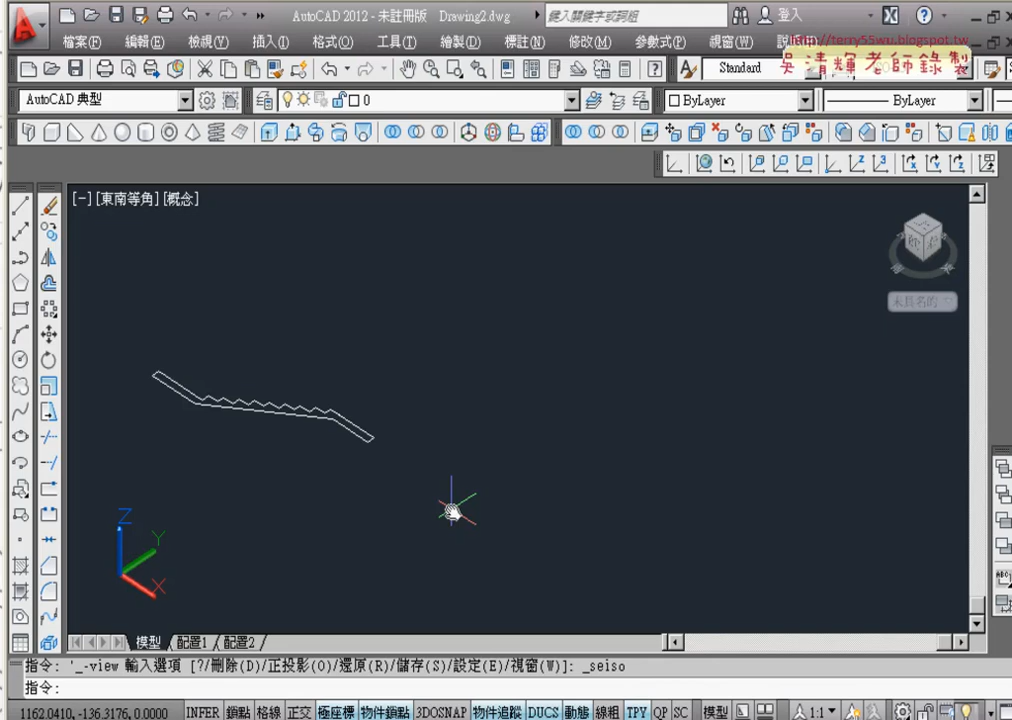 AutoCAD 2012 - 未註冊版 Drawing2.dwg
鍵入關鍵字或詞組
登入
檔案(F) 編輯(E) 檢視(V) 插入(I) 格式(O) 工具(T) 繪製(D) 標註(N) 修改(M) 參數式(P) 視窗(W)
http://terry55wu.blogspot.tw
吳清輝老師錄製
Standard
AutoCAD 典型
0
ByLayer
ByLayer
[−][東南等角][概念]
未具名的
Z
Y
X
模型 配置1 配置2
指令: '_-view 輸入選項 [?/刪除(D)/正投影(O)/還原(R)/儲存(S)/設定(E)/視窗(W)]: _seiso
指令:
1162.0410, -136.3176, 0.0000 INFER 鎖點 格線 正交 極座標 物件鎖點 3DOSNAP 物件追蹤 DUCS 動態 線粗 TPY QP SC 模型 1:1